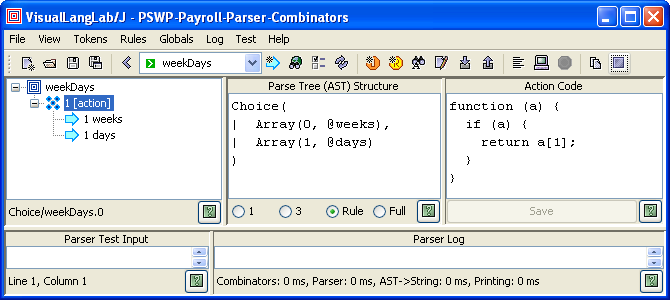 VisualLangLab/J - PSWP-Payroll-Parser-Combinators
File View Tokens Rules Globals Log Test Help
weekDays
weekDays
1 [action]
1 weeks
1 days
Choice/weekDays.0
Parse Tree (AST) Structure
Choice(
|  Array(0, @weeks),
|  Array(1, @days)
)
1 3 Rule Full
Action Code
function (a) {
  if (a) {
    return a[1];
  }
}
Save
Parser Test Input
Line 1, Column 1
Parser Log
Combinators: 0 ms, Parser: 0 ms, AST->String: 0 ms, Printing: 0 ms